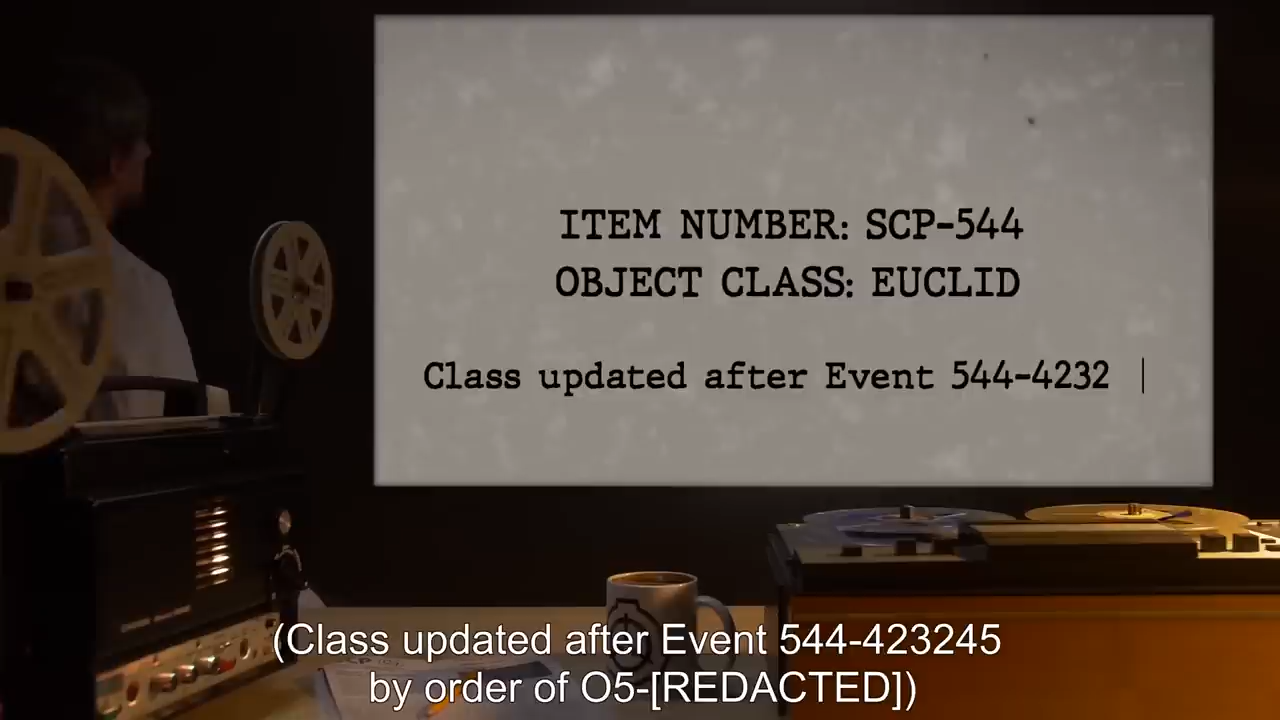 ITEM NUMBER: SCP-544
OBJECT CLASS: EUCLID
Class updated after Event 544-4232
(Class updated after Event 544-423245
by order of O5-[REDACTED])